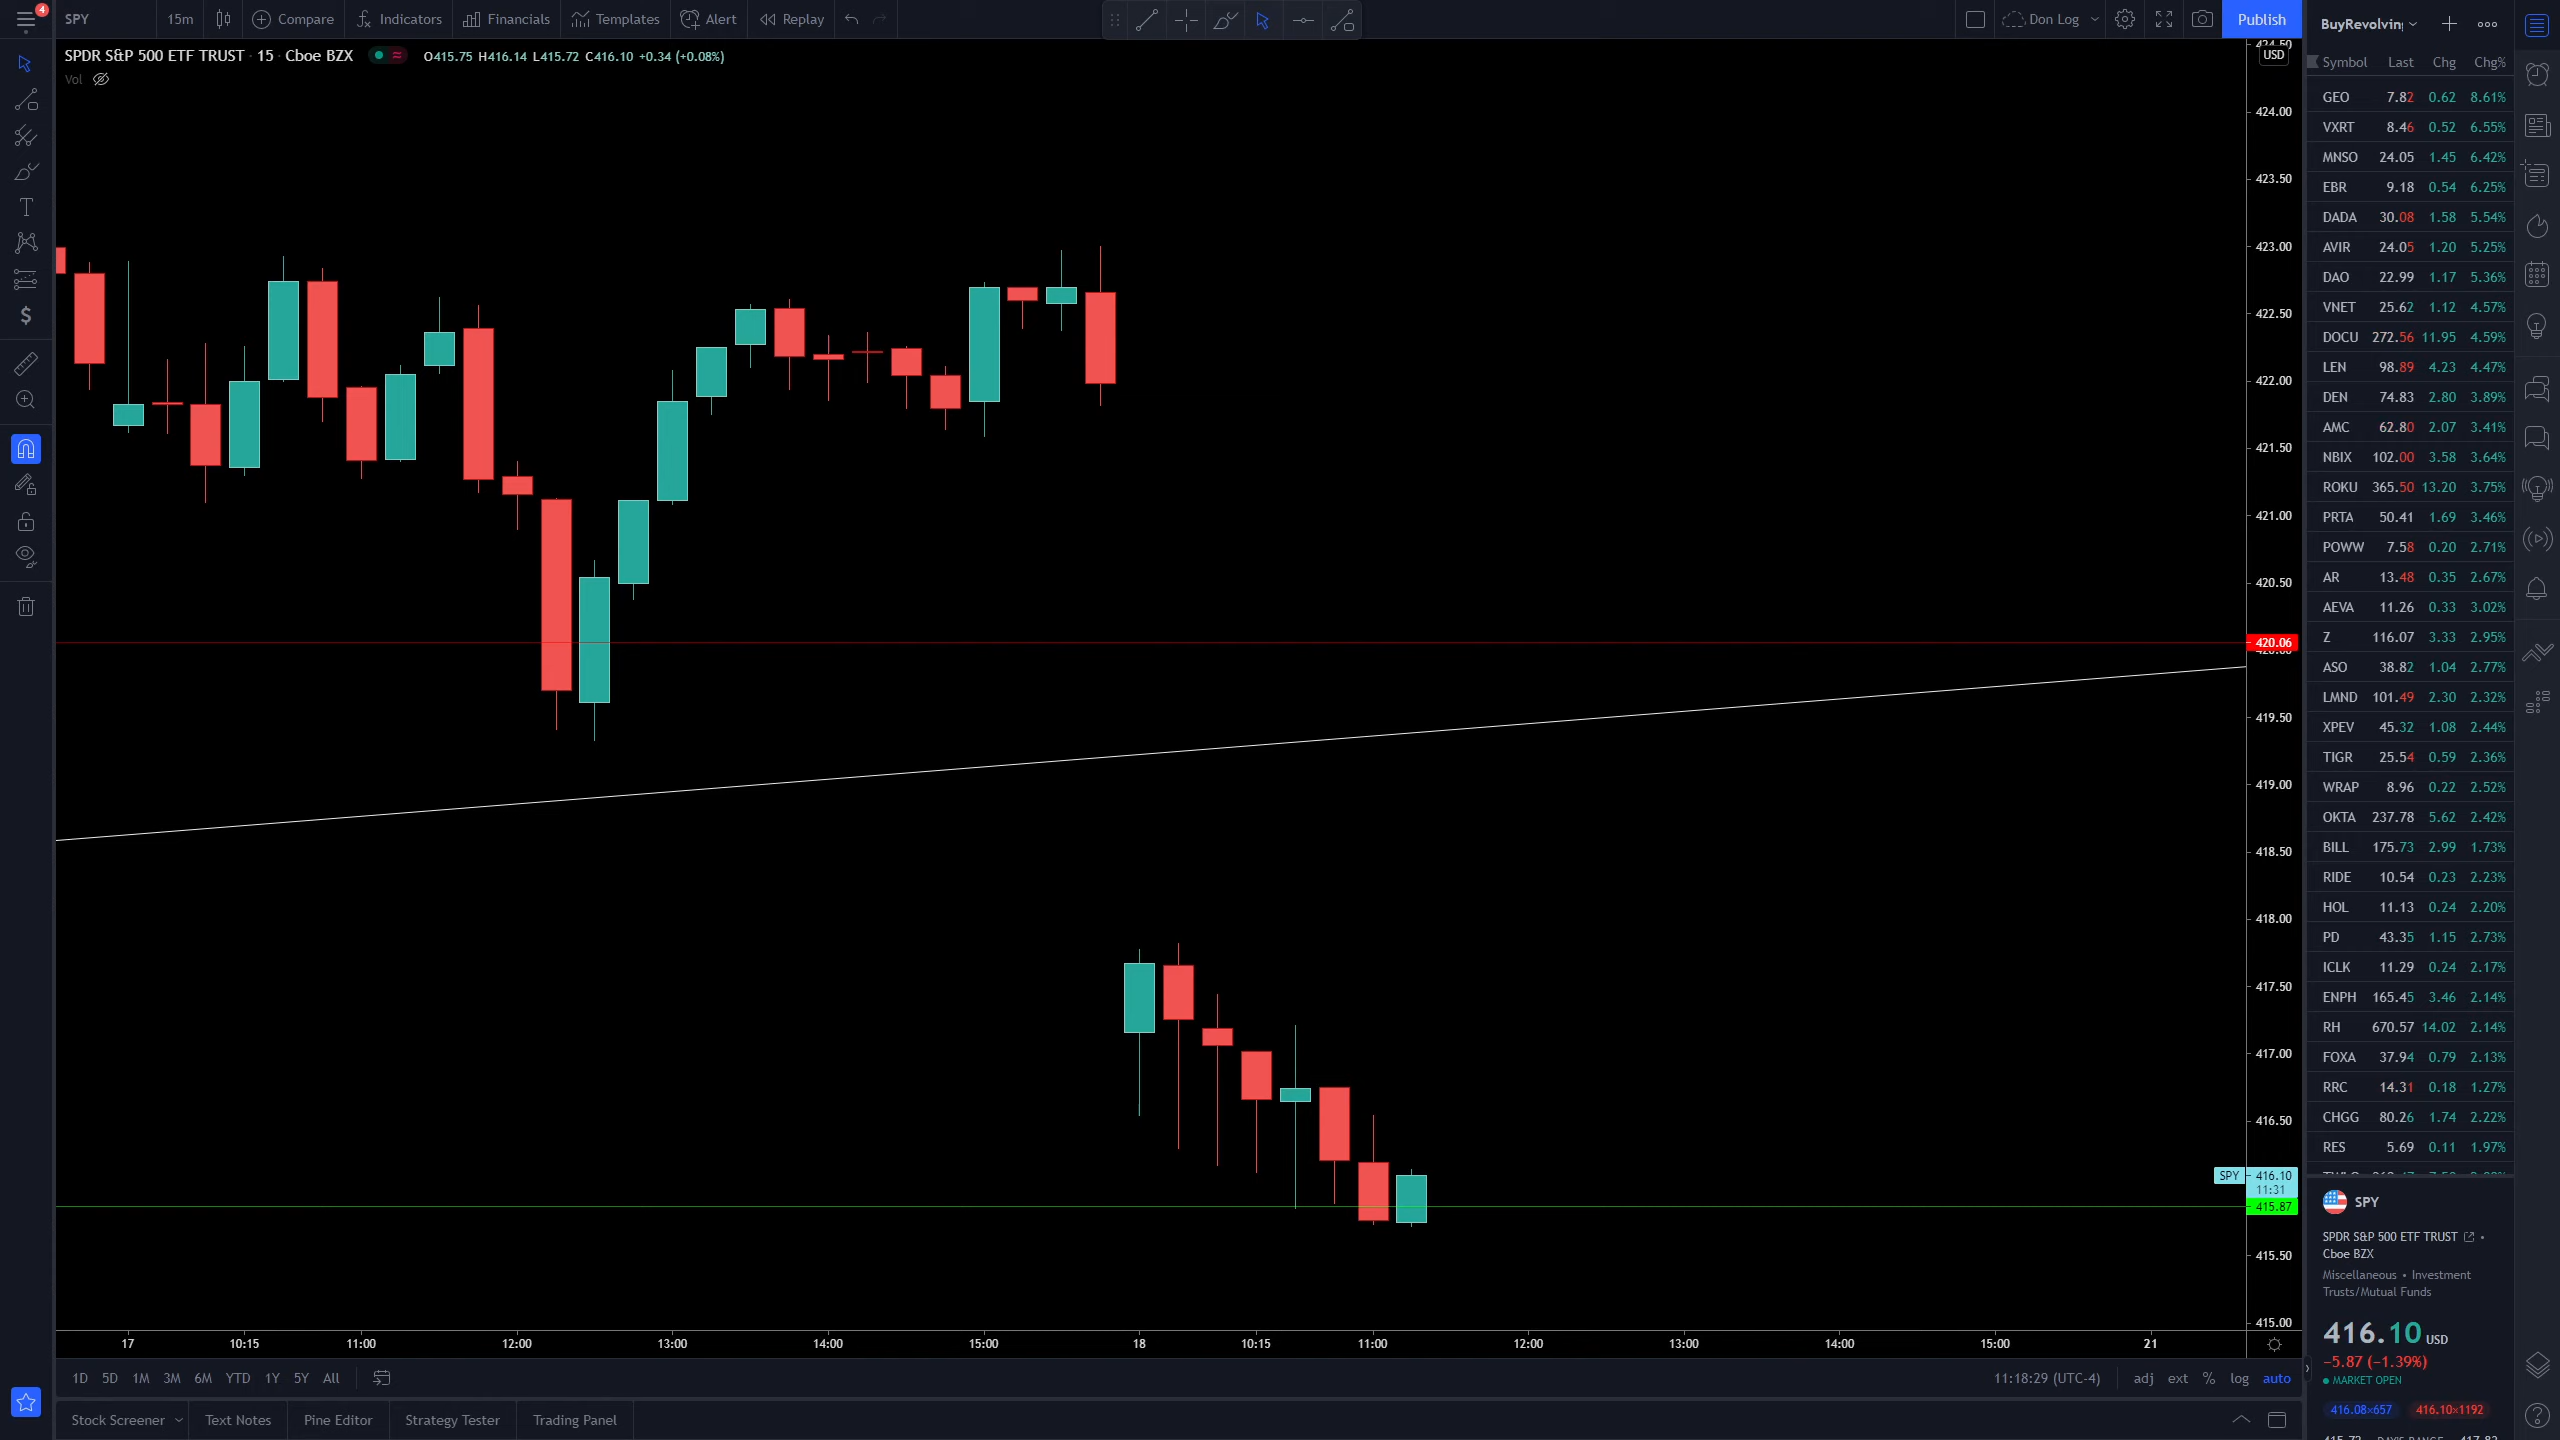 4
SPY
15m
Compare
Indicators
Financials
Templates
Alert
Replay
Don Log
Publish
SPDR S&P 500 ETF TRUST · 15 · Cboe BZX
O415.75 H416.14 L415.72 C416.10 +0.34 (+0.08%)
Vol
424.50
USD
424.00
423.50
423.00
422.50
422.00
421.50
421.00
420.50
420.06
419.50
419.00
418.50
418.00
417.50
417.00
416.50
SPY 416.10
11:31
415.87
415.50
415.00
17 10:15 11:00 12:00 13:00 14:00 15:00 18 10:15 11:00 12:00 13:00 14:00 15:00 21
1D 5D 1M 3M 6M YTD 1Y 5Y All
11:18:29 (UTC-4) adj ext % log auto
Stock Screener
Text Notes
Pine Editor
Strategy Tester
Trading Panel
Symbol Last Chg Chg%
GEO 7.82 0.62 8.61%
VXRT 8.46 0.52 6.55%
MNSO 24.05 1.45 6.42%
EBR 9.18 0.54 6.25%
DADA 30.08 1.58 5.54%
AVIR 24.05 1.20 5.25%
DAO 22.99 1.17 5.36%
VNET 25.62 1.12 4.57%
DOCU 272.56 11.95 4.59%
LEN 98.89 4.23 4.47%
DEN 74.83 2.80 3.89%
AMC 62.80 2.07 3.41%
NBIX 102.00 3.58 3.64%
ROKU 365.50 13.20 3.75%
PRTA 50.41 1.69 3.46%
POWW 7.58 0.20 2.71%
AR 13.48 0.35 2.67%
AEVA 11.26 0.33 3.02%
Z 116.07 3.33 2.95%
ASO 38.82 1.04 2.77%
LMND 101.49 2.30 2.32%
XPEV 45.32 1.08 2.44%
TIGR 25.54 0.59 2.36%
WRAP 8.96 0.22 2.52%
OKTA 237.78 5.62 2.42%
BILL 175.73 2.99 1.73%
RIDE 10.54 0.23 2.23%
HOL 11.13 0.24 2.20%
PD 43.35 1.15 2.73%
ICLK 11.29 0.24 2.17%
ENPH 165.45 3.46 2.14%
RH 670.57 14.02 2.14%
FOXA 37.94 0.79 2.13%
RRC 14.31 0.18 1.27%
CHGG 80.26 1.74 2.22%
RES 5.69 0.11 1.97%
SPY
SPDR S&P 500 ETF TRUST •
Cboe BZX
Miscellaneous • Investment
Trusts/Mutual Funds
416.10 USD
−5.87 (−1.39%)
MARKET OPEN
416.08×657 416.10×1192